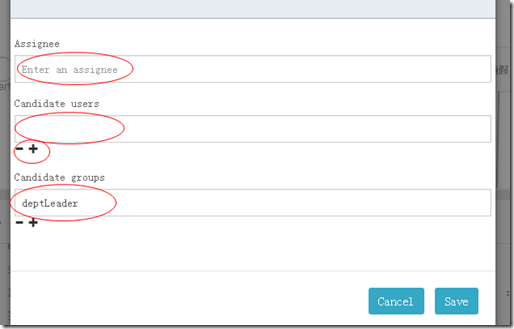 Assignee
Enter an assignee
Candidate users
Candidate groups
deptLeader
Cancel Save